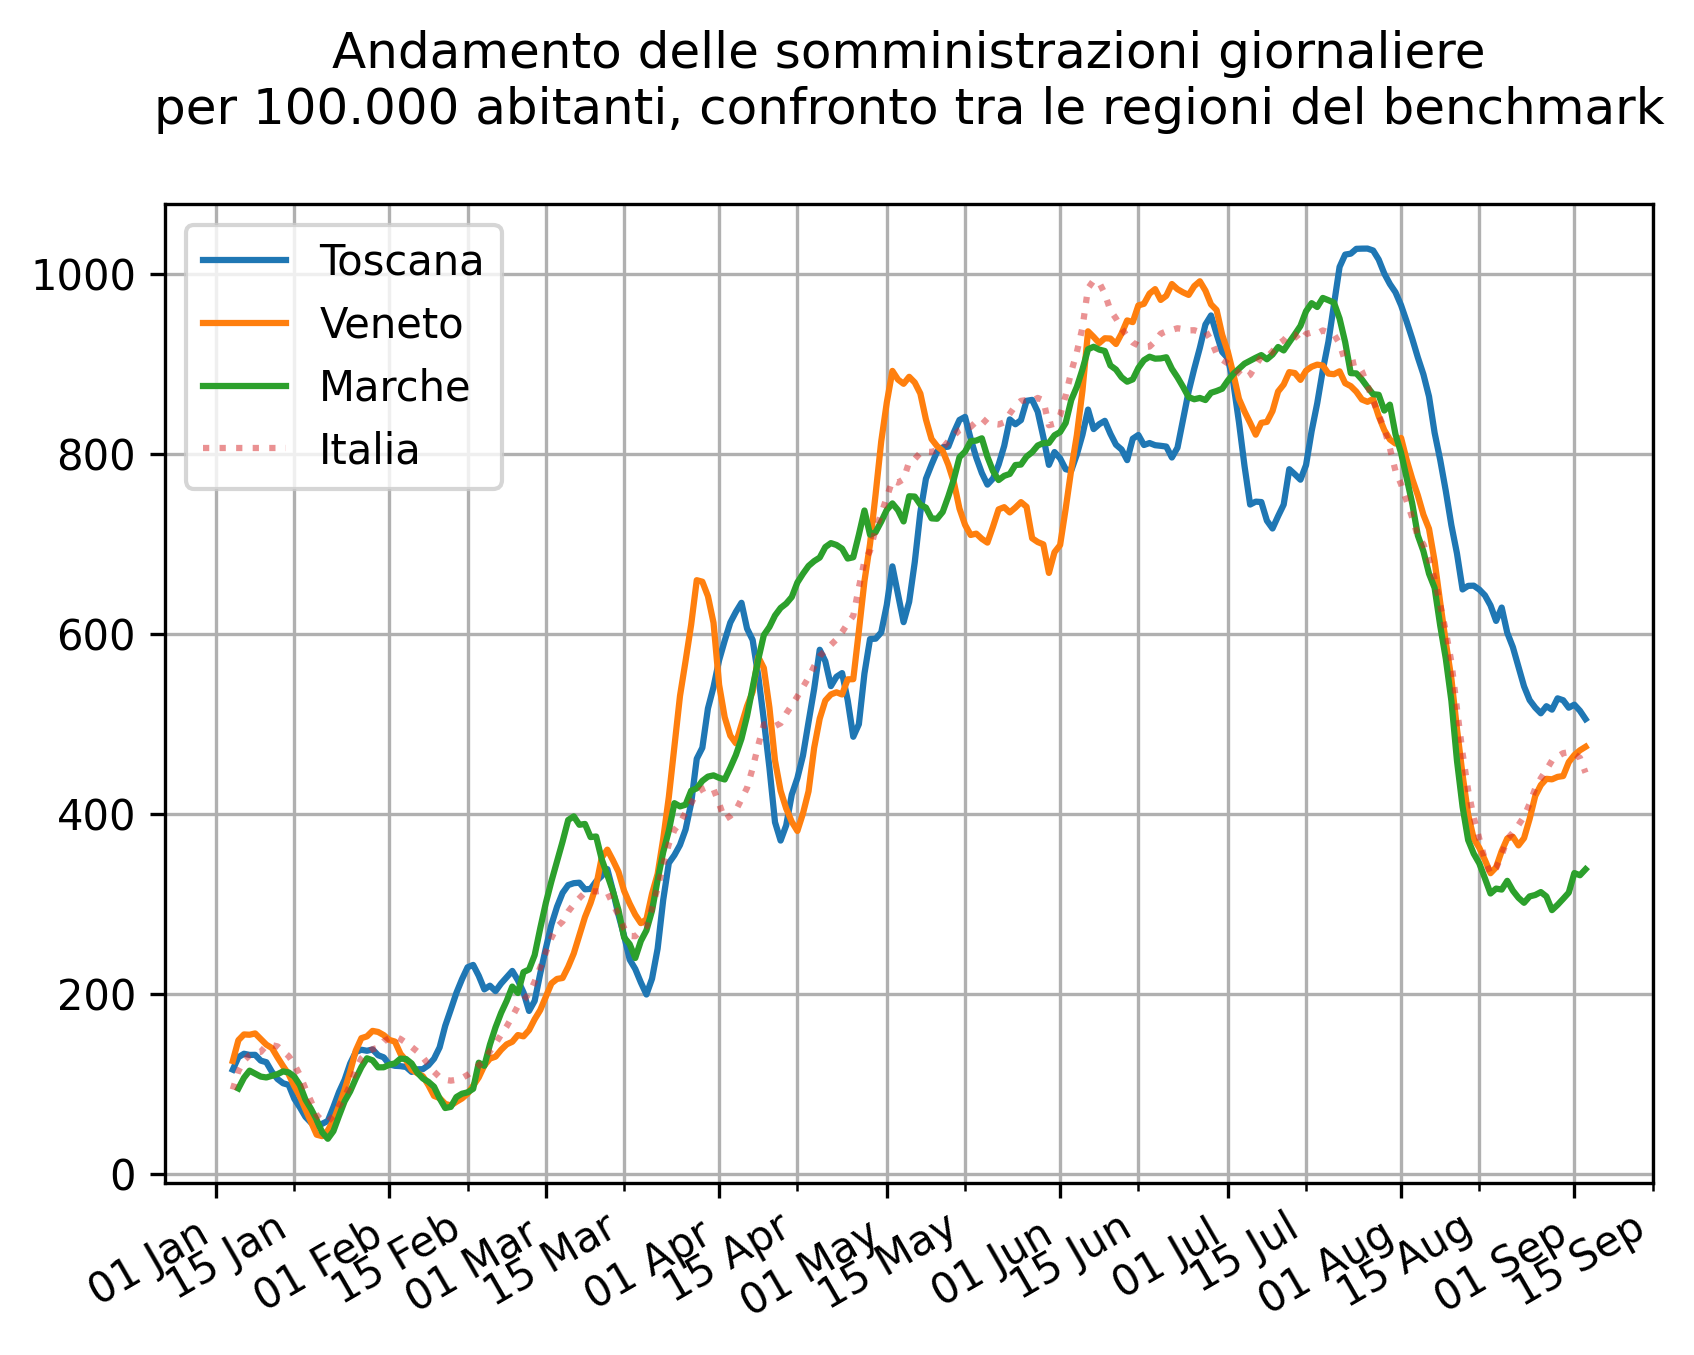 Andamento delle somministrazioni giornaliere
per 100.000 abitanti, confronto tra le regioni del benchmark
Toscana
Veneto
Marche
Italia
1000
800
600
400
200
0
01 Jan
15 Jan
01 Feb
15 Feb
01 Mar
15 Mar
01 Apr
15 Apr
01 May
15 May
01 Jun
15 Jun
01 Jul
15 Jul
01 Aug
15 Aug
01 Sep
15 Sep